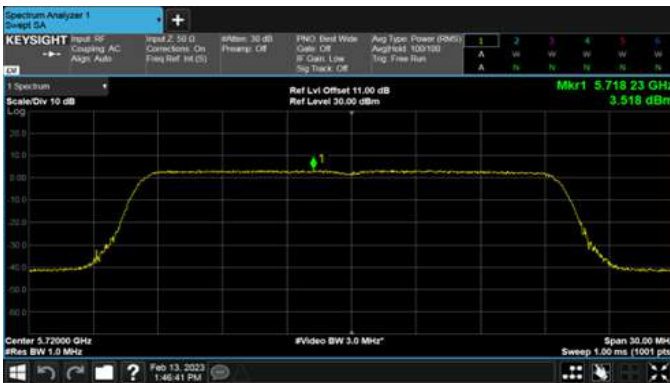 Spectrum Analyzer 1
Swept SA
+
KEYSIGHT
Input: RF
Coupling: AC
Align: Auto
Input Z: 50 Ω
Corrections: On
Freq Ref: Int (S)
#Atten: 30 dB
Preamp: Off
PNO: Best Wide
Gate: Off
IF Gain: Low
Sig Track: Off
Avg Type: Power (RMS)
Avg|Hold: 100/100
Trig: Free Run
1 2 3 4 5 6
A W W W W W
A N N N N N
1 Spectrum
Scale/Div 10 dB
Ref Lvl Offset 11.00 dB
Ref Level 30.00 dBm
Mkr1 5.718 23 GHz
3.518 dBm
Log
20.0
10.0
0.00
-10.0
-20.0
-30.0
-40.0
-50.0
-60.0
1
Center 5.72000 GHz
#Res BW 1.0 MHz
#Video BW 3.0 MHz*
Span 30.00 MHz
Sweep 1.00 ms (1001 pts)
?
Feb 13, 2023
1:46:41 PM